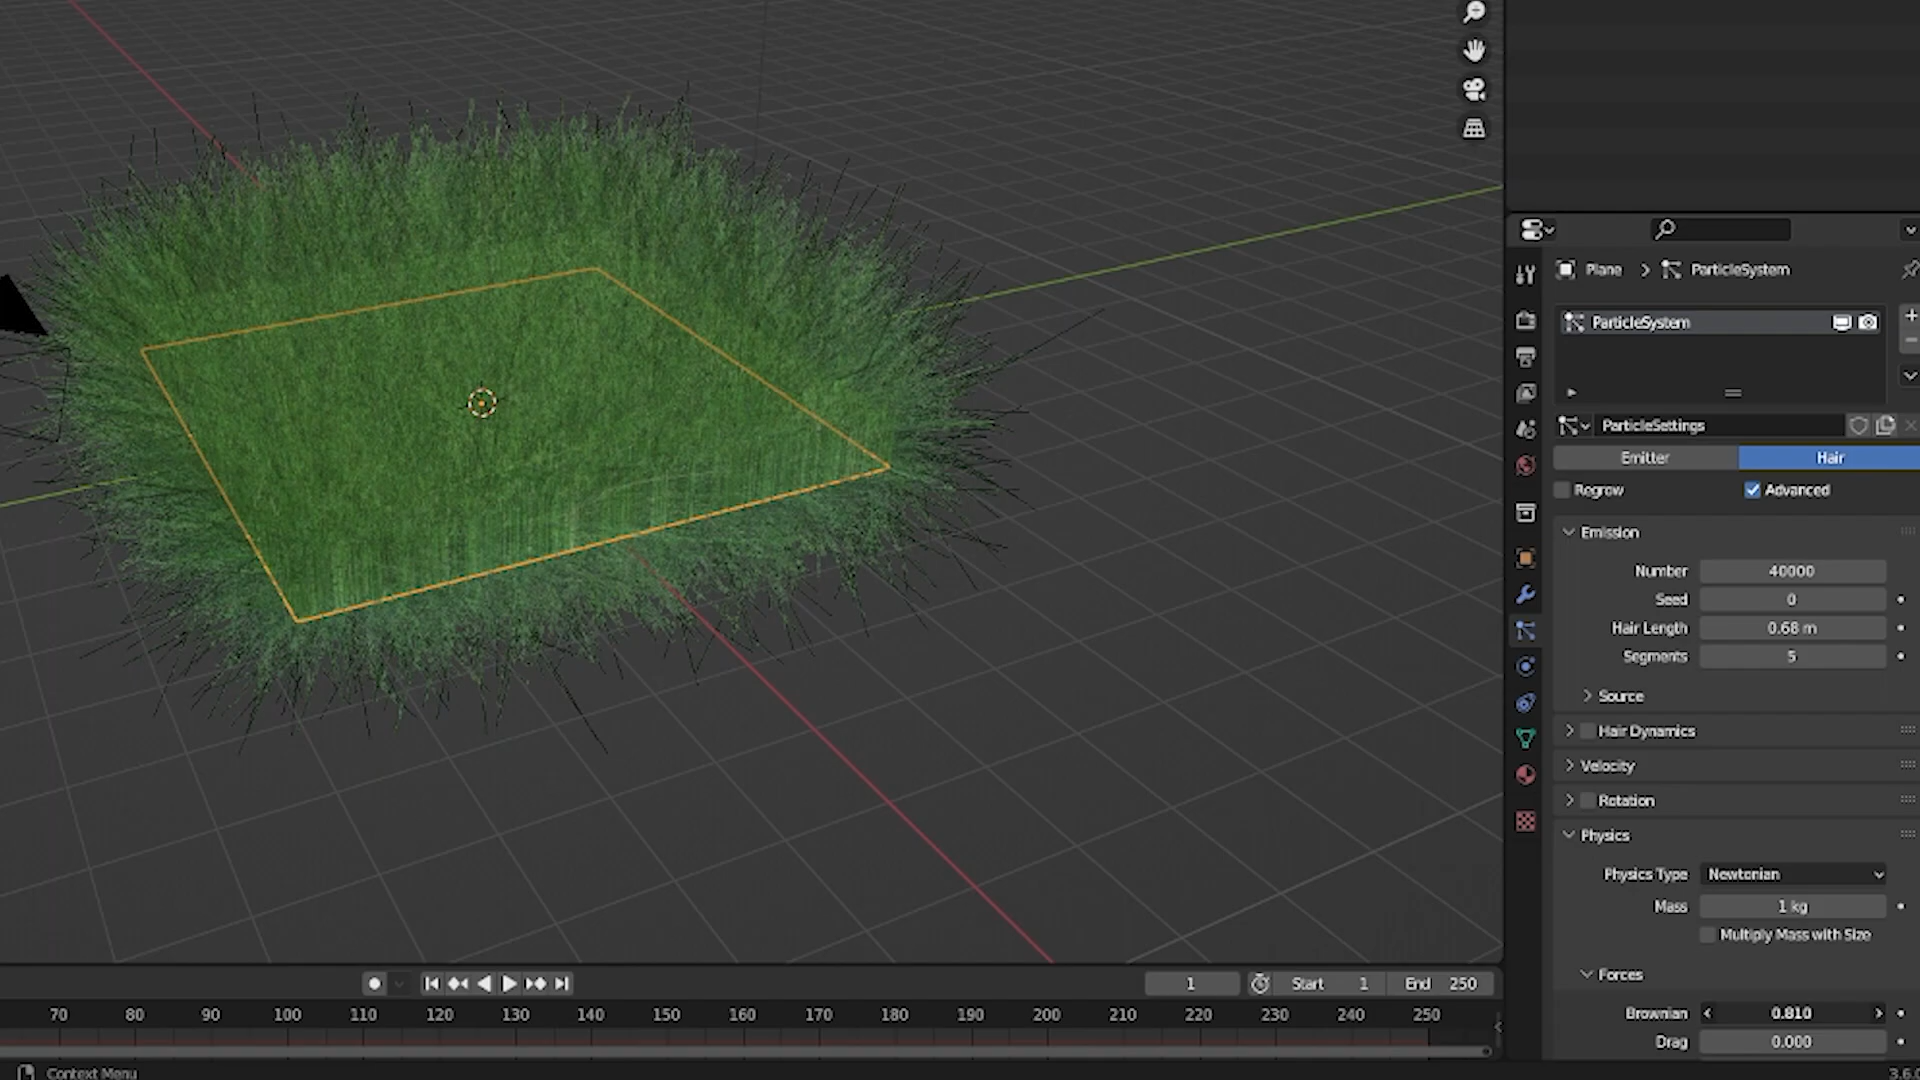 Plane > ParticleSystem
ParticleSystem
ParticleSettings
Emitter Hair
Regrow Advanced
Emission
Number 40000
Seed 0
Hair Length 0.68 m
Segments 5
Source
Hair Dynamics
Velocity
Rotation
Physics
Physics Type Newtonian
Mass 1 kg
Multiply Mass with Size
Forces
Brownian 0.810
Drag 0.000
1 Start 1 End 250
70 80 90 100 110 120 130 140 150 160 170 180 190 200 210 220 230 240 250
Context Menu